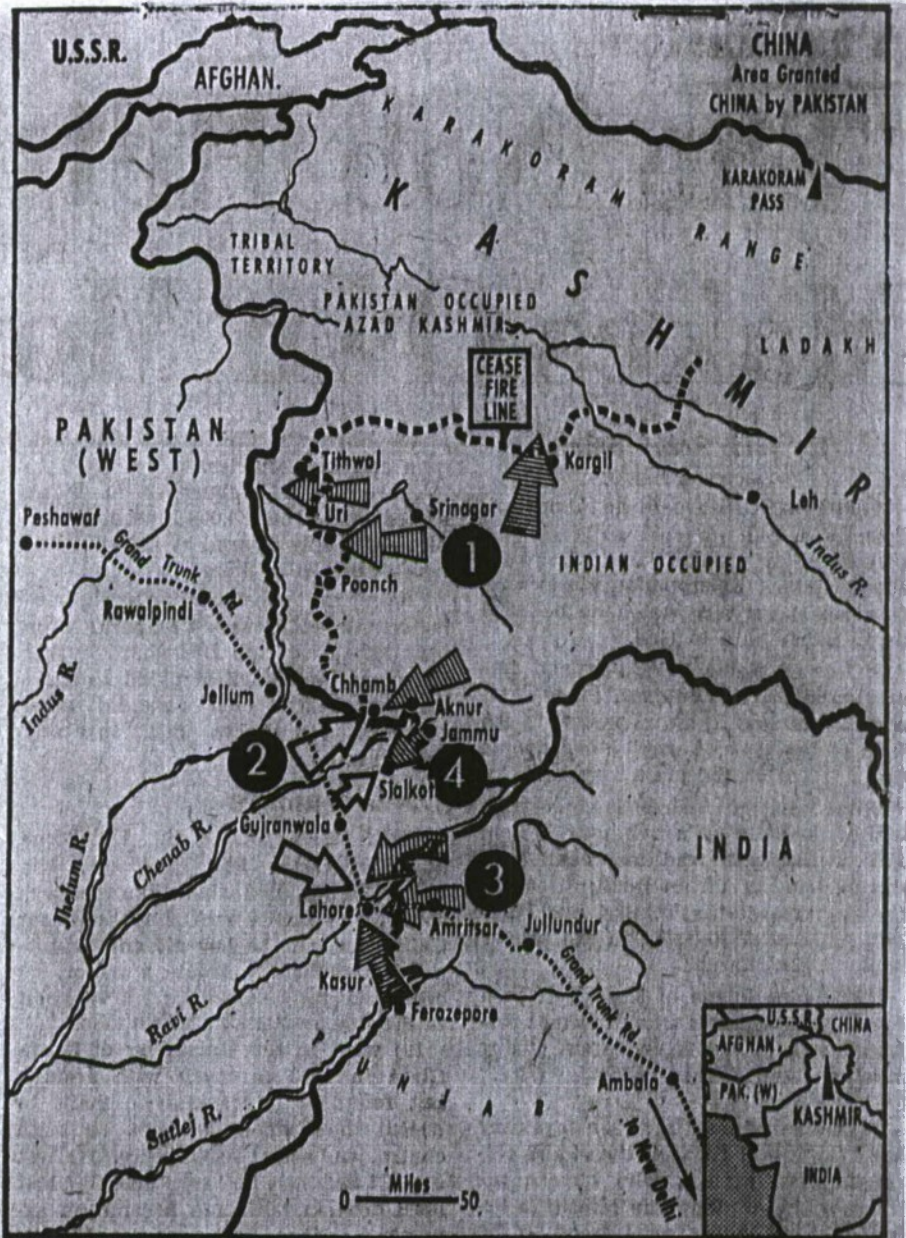 U.S.S.R.
AFGHAN.
CHINA
Area Granted
CHINA by PAKISTAN
KARAKORAM RANGE
KARAKORAM
PASS
KASHMIR
TRIBAL
TERRITORY
PAKISTAN OCCUPIED
AZAD KASHMIR
LADAKH
CEASE
FIRE
LINE
PAKISTAN
(WEST)
Tithwal
Kargil
Uri
Srinagar
Leh
Peshawar
1
INDIAN OCCUPIED
Indus R.
Grand Trunk Rd.
Poonch
Rawalpindi
Indus R.
Jellum
Chhamb
Aknur
Jammu
2
4
Sialkot
Gujranwala
Jhelum R.
Chenab R.
INDIA
3
Lahore
Amritsar
Jullundur
Grand Trunk Rd.
Kasur
Ravi R.
Ferozepore
PUNJAB
Ambala
to New Delhi
Sutlej R.
Miles
0 50
U.S.S.R.
CHINA
AFGHAN.
PAK. (W)
KASHMIR
INDIA